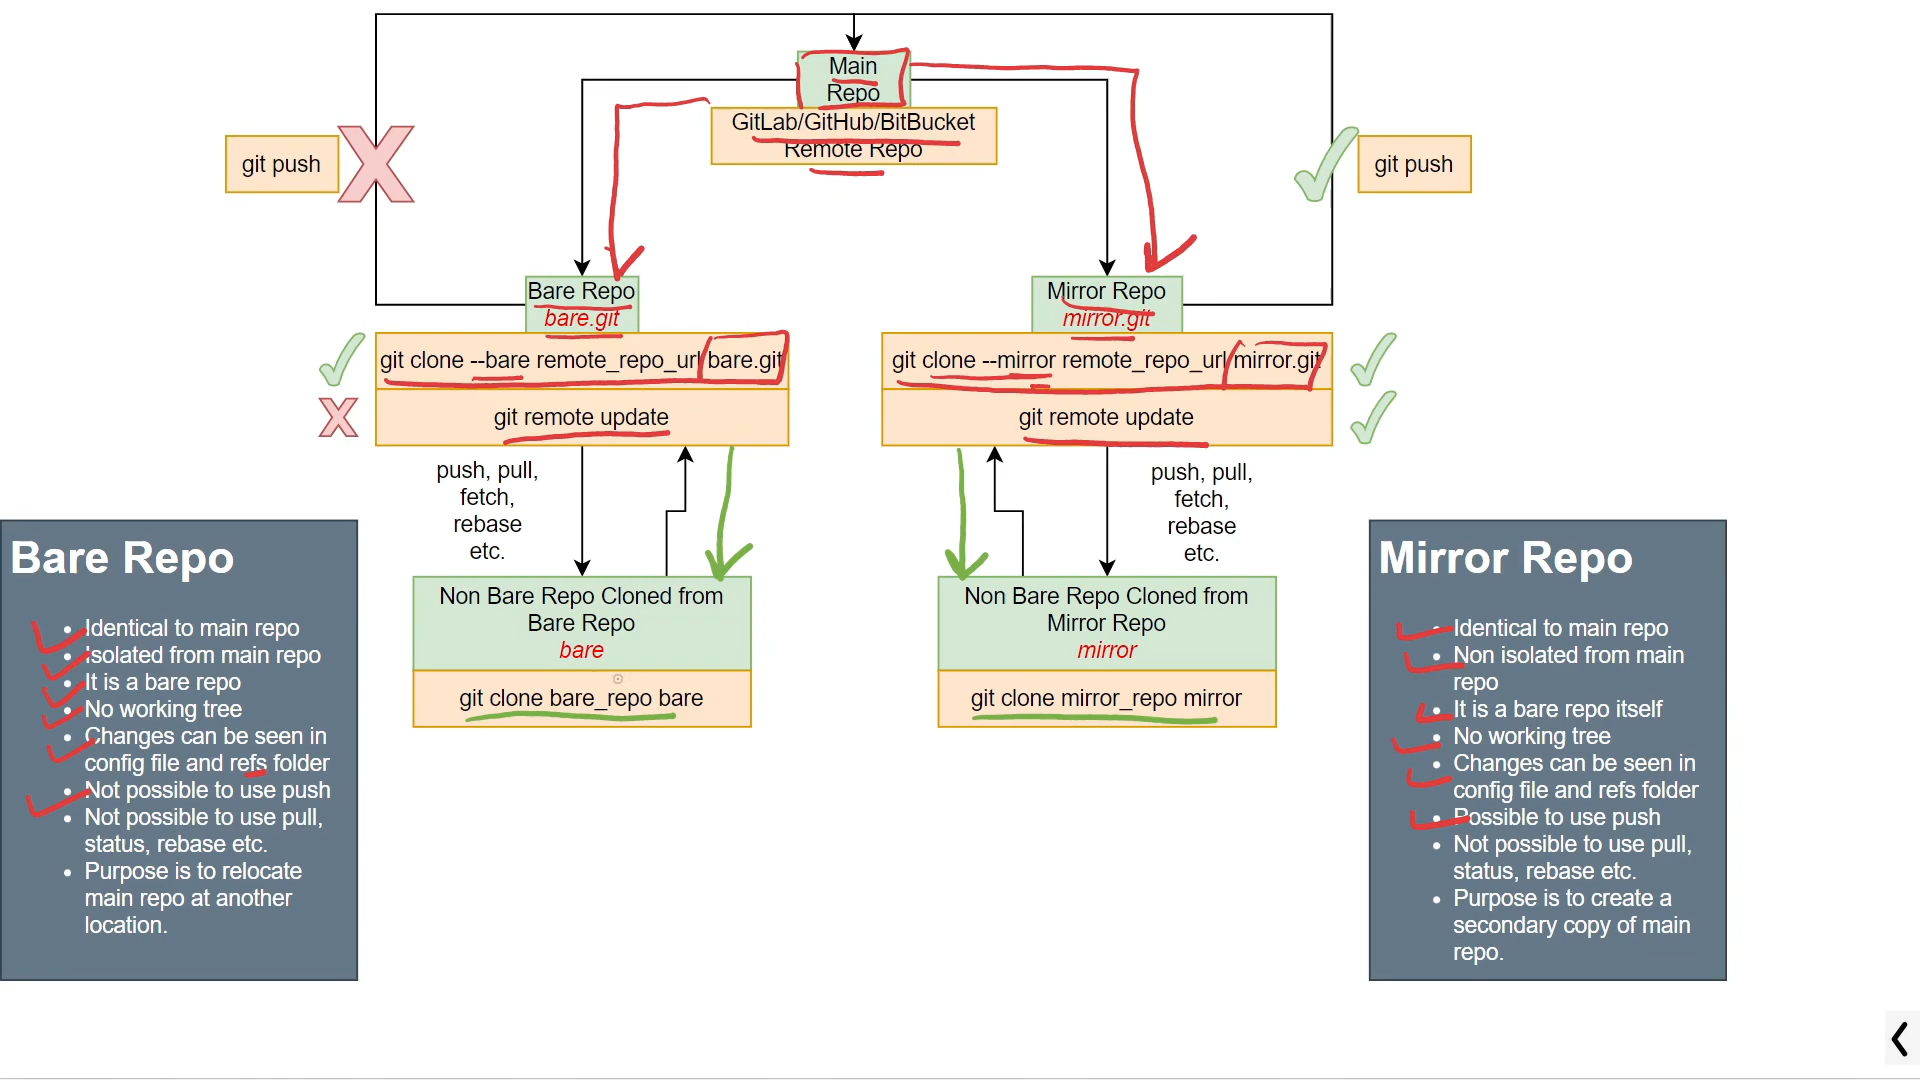 Main
Repo
GitLab/GitHub/BitBucket
Remote Repo
git push
git push
Bare Repo
bare.git
git clone --bare remote_repo_url bare.git
git remote update
Mirror Repo
mirror.git
git clone --mirror remote_repo_url mirror.git
git remote update
push, pull,
fetch,
rebase
etc.
push, pull,
fetch,
rebase
etc.
Non Bare Repo Cloned from
Bare Repo
bare
git clone bare_repo bare
Non Bare Repo Cloned from
Mirror Repo
mirror
git clone mirror_repo mirror
Bare Repo
• Identical to main repo
• Isolated from main repo
• It is a bare repo
• No working tree
• Changes can be seen in
config file and refs folder
• Not possible to use push
• Not possible to use pull,
status, rebase etc.
• Purpose is to relocate
main repo at another
location.
Mirror Repo
• Identical to main repo
• Non isolated from main
repo
• It is a bare repo itself
• No working tree
• Changes can be seen in
config file and refs folder
• Possible to use push
• Not possible to use pull,
status, rebase etc.
• Purpose is to create a
secondary copy of main
repo.